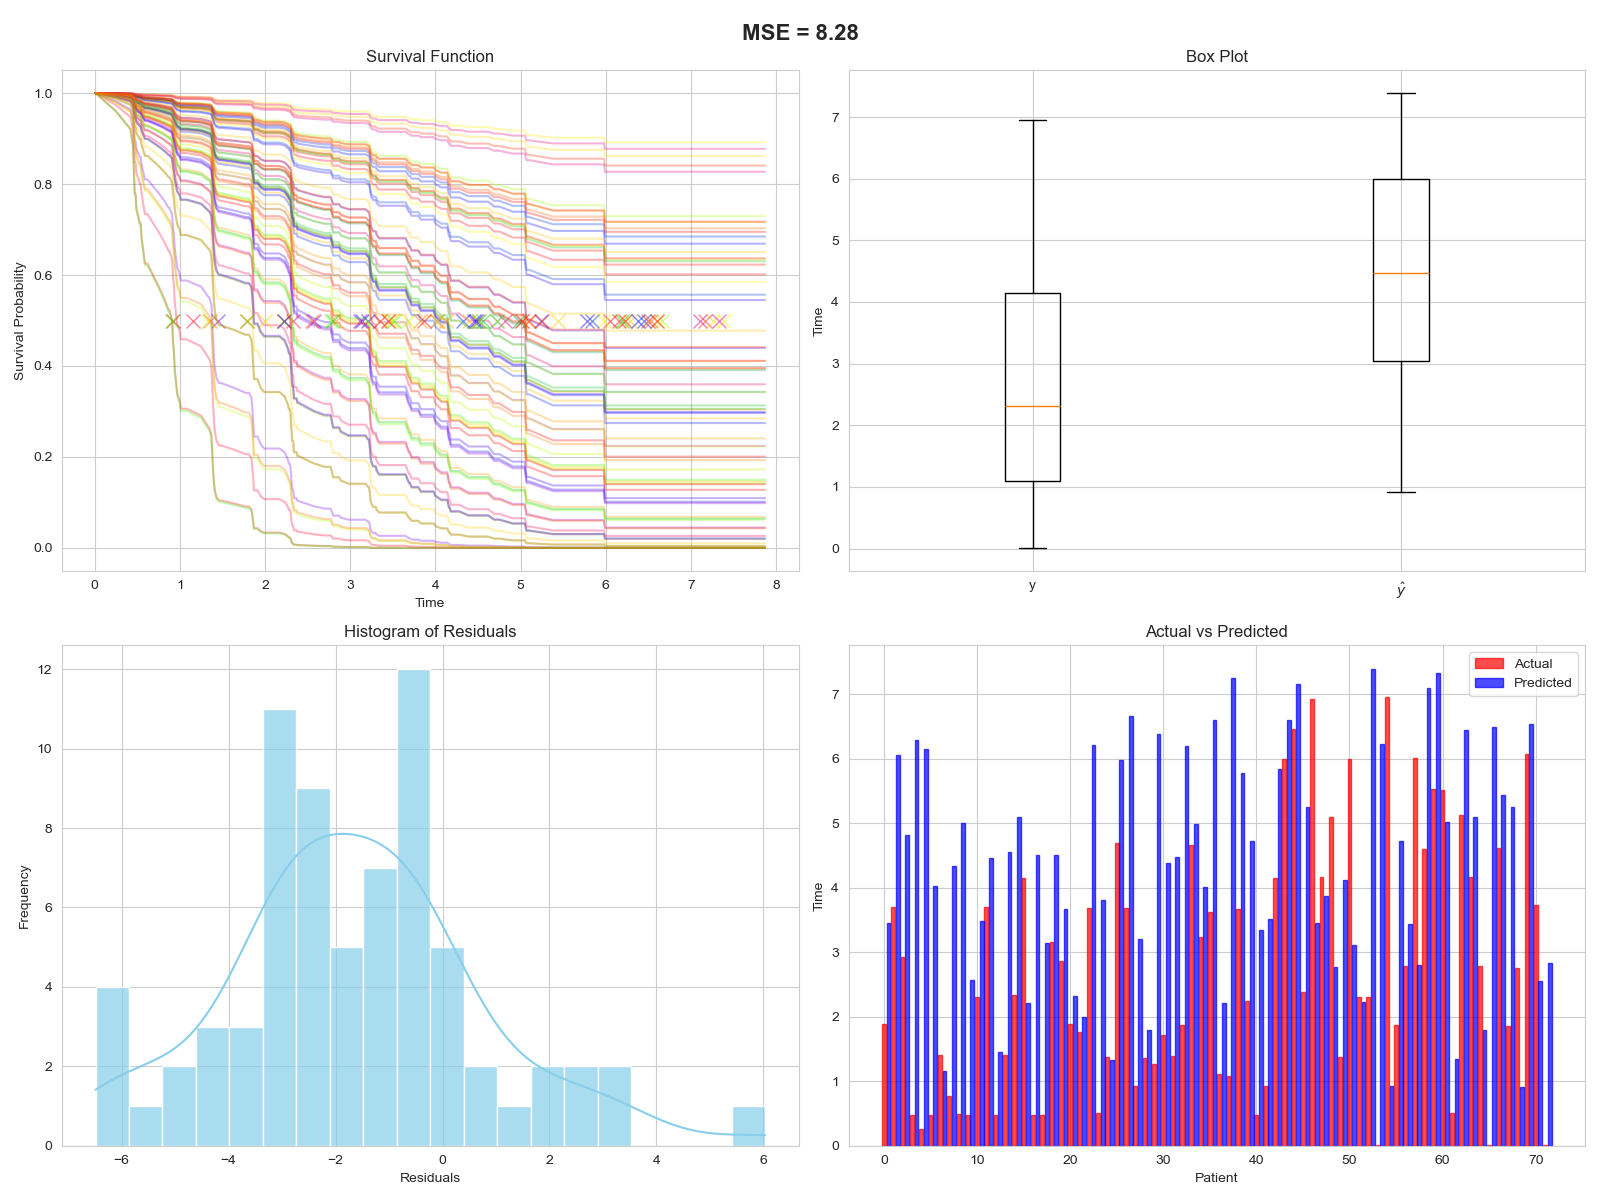 MSE = 8.28
Survival Function
Survival Probability
1.0
0.8
0.6
0.4
0.2
0.0
0 1 2 3 4 5 6 7 8
Time
Box Plot
Time
7
6
5
4
3
2
1
0
y ŷ
Histogram of Residuals
Frequency
12
10
8
6
4
2
0
−6 −4 −2 0 2 4 6
Residuals
Actual vs Predicted
Actual
Predicted
Time
7
6
5
4
3
2
1
0
0 10 20 30 40 50 60 70
Patient